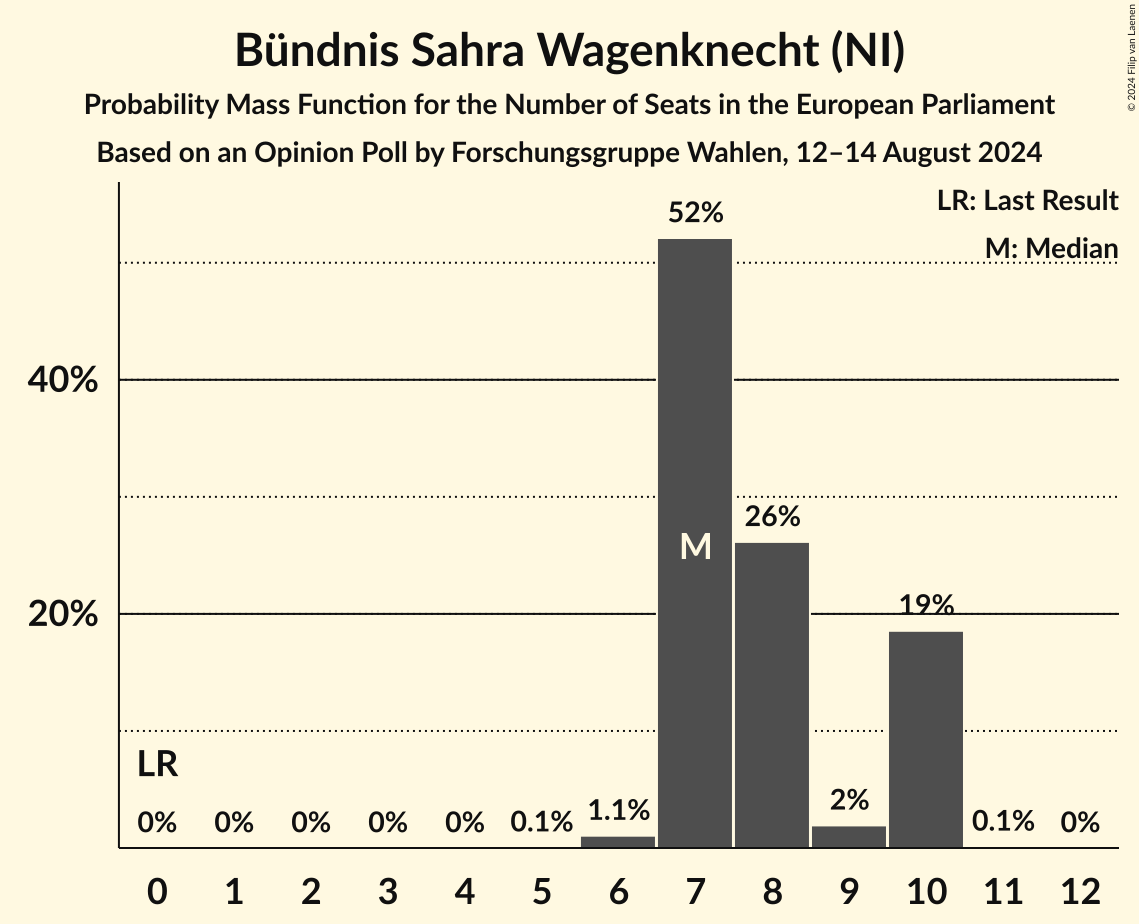 Bündnis Sahra Wagenknecht (NI)
Probability Mass Function for the Number of Seats in the European Parliament
Based on an Opinion Poll by Forschungsgruppe Wahlen, 12–14 August 2024
© 2024 Filip van Laenen
LR: Last Result
M: Median
52%
40%
26%
M
20%
19%
LR
0% 0% 0% 0% 0% 0.1% 1.1% 2% 0.1% 0%
0 1 2 3 4 5 6 7 8 9 10 11 12